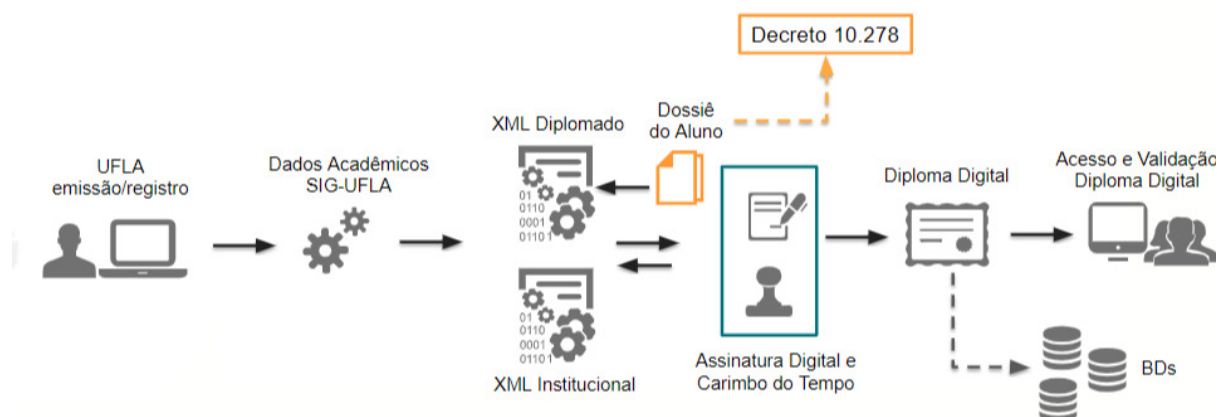 Decreto 10.278
Dossiê
do Aluno
XML Diplomado
UFLA
emissão/registro
Dados Acadêmicos
SIG-UFLA
01
0110
0001
01101
Diploma Digital
Acesso e Validação
Diploma Digital
01
0110
0001
01101
XML Institucional
Assinatura Digital e
Carimbo do Tempo
BDs